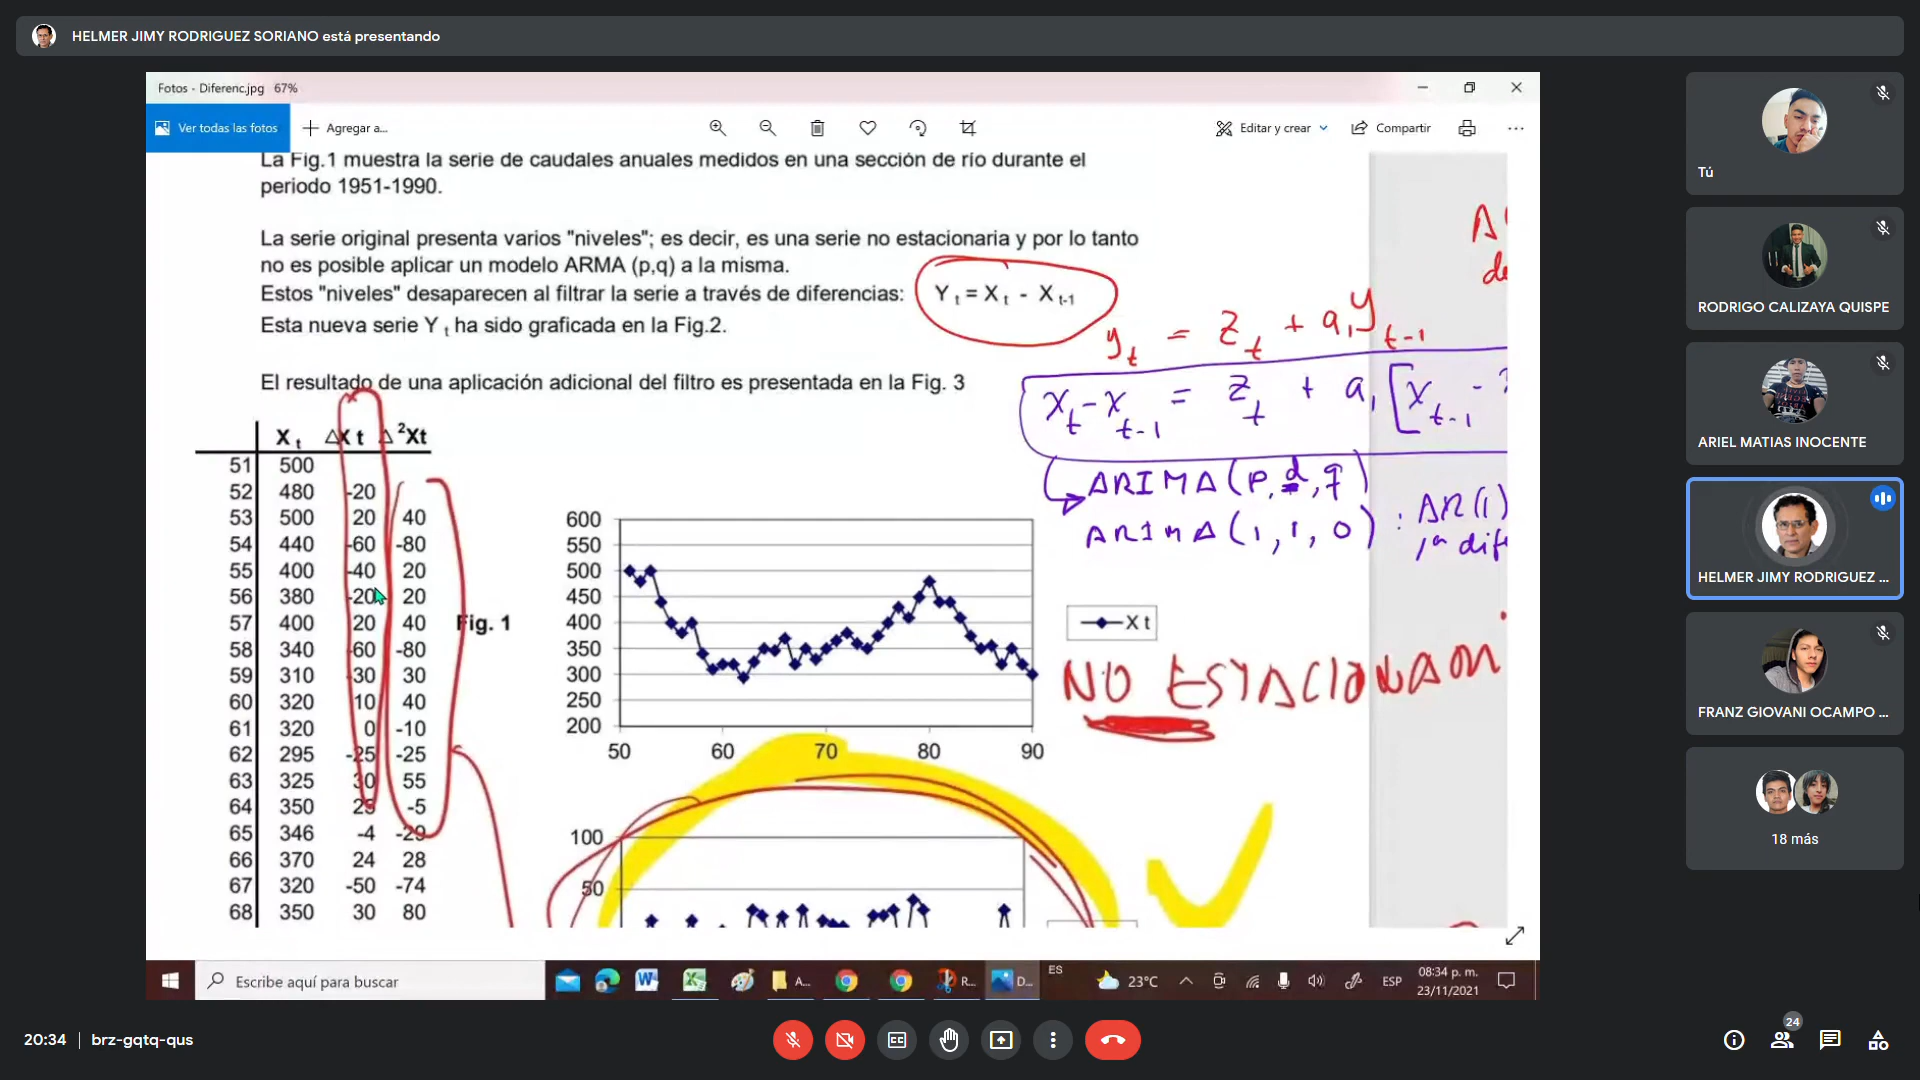 HELMER JIMY RODRIGUEZ SORIANO está presentando
Fotos - Diferenc.jpg 67%
Ver todas las fotos
Agregar a...
Editar y crear
Compartir
La Fig.1 muestra la serie de caudales anuales medidos en una sección de río durante el
periodo 1951-1990.
La serie original presenta varios "niveles"; es decir, es una serie no estacionaria y por lo tanto
no es posible aplicar un modelo ARMA (p,q) a la misma.
Estos "niveles" desaparecen al filtrar la serie a través de diferencias: Y t = X t - X t-1
Esta nueva serie Y t ha sido graficada en la Fig.2.
El resultado de una aplicación adicional del filtro es presentada en la Fig. 3
y t = z t + a1 y t-1
x t - x t-1 = z t + a1 [ x t-1 -
ARIMA (p, d, q)
ARIMA (1, 1, 0) : AR(1)
1ª dif
X t ΔX t Δ²Xt
51 500
52 480 -20
53 500 20 40
54 440 -60 -80
55 400 -40 20
56 380 -20 20
57 400 20 40
58 340 -60 -80
59 310 -30 30
60 320 10 40
61 320 0 -10
62 295 -25 -25
63 325 30 55
64 350 25 -5
65 346 -4 -29
66 370 24 28
67 320 -50 -74
68 350 30 80
Fig. 1
600
550
500
450
400
350
300
250
200
50 60 70 80 90
X t
NO ESTACIONARI
100
50
Escribe aquí para buscar
A...
R...
D...
ES
23°C
ESP
08:34 p. m.
23/11/2021
Tú
RODRIGO CALIZAYA QUISPE
ARIEL MATIAS INOCENTE
HELMER JIMY RODRIGUEZ ...
FRANZ GIOVANI OCAMPO ...
18 más
20:34 | brz-gqtq-qus
24